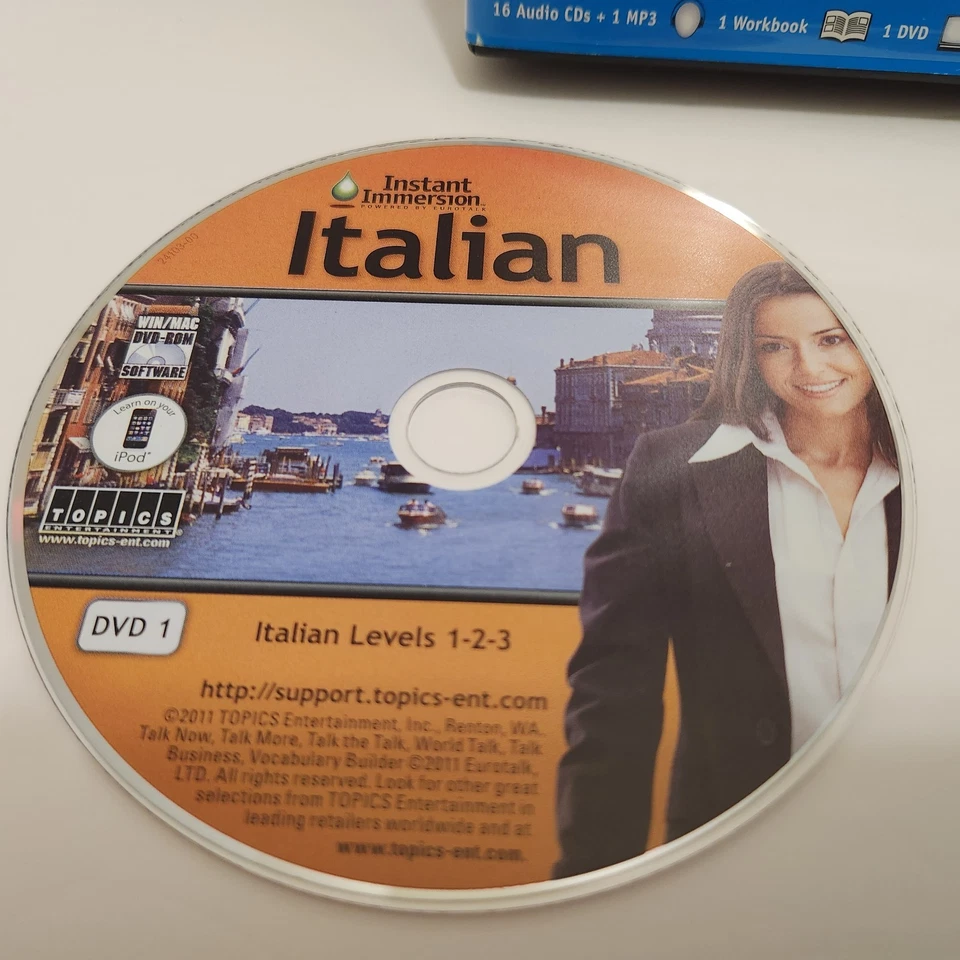 16 Audio CDs + 1 MP3 1 Workbook 1 DVD
Instant
Immersion™
POWERED BY EUROTALK
Italian
24103-00
WIN/MAC
DVD-ROM
SOFTWARE
Learn on your
iPod®
TOPICS
ENTERTAINMENT®
www.topics-ent.com
DVD 1
Italian Levels 1-2-3
http://support.topics-ent.com
©2011 TOPICS Entertainment, Inc., Renton, WA.
Talk Now, Talk More, Talk the Talk, World Talk, Talk
Business, Vocabulary Builder ©2011 Eurotalk,
LTD. All rights reserved. Look for other great
selections from TOPICS Entertainment in
leading retailers worldwide and at
www.topics-ent.com.